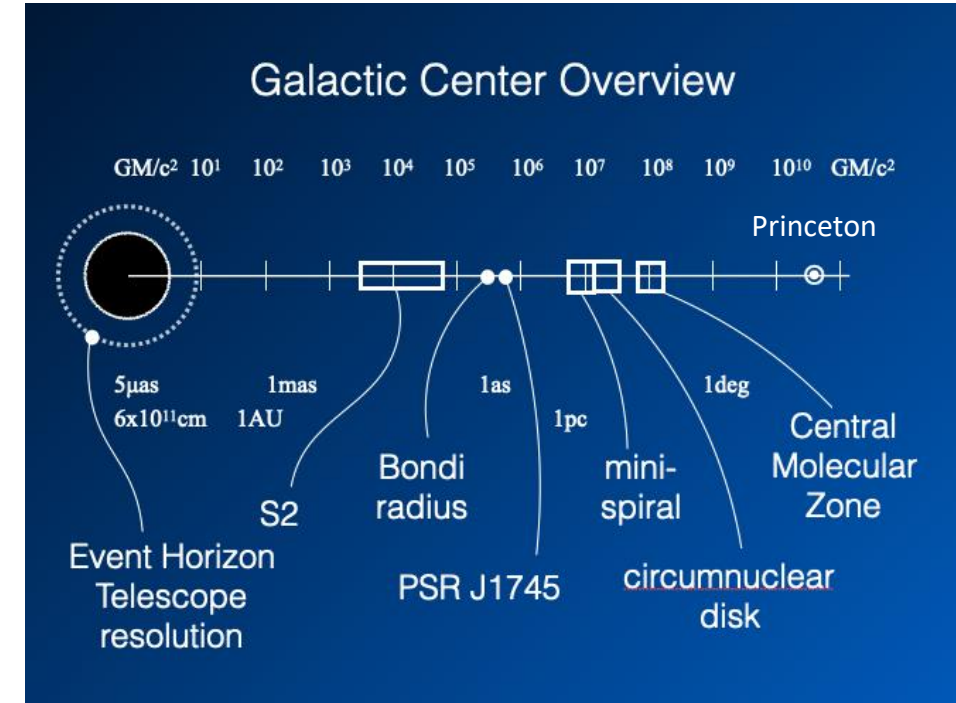 Galactic Center Overview
GM/c² 10¹ 10² 10³ 10⁴ 10⁵ 10⁶ 10⁷ 10⁸ 10⁹ 10¹⁰ GM/c²
Princeton
5μas 1mas 1as 1deg
6x10¹¹cm 1AU 1pc
Central
Molecular
Zone
Bondi
radius
mini-
spiral
S2
Event Horizon
Telescope
resolution
PSR J1745
circumnuclear
disk